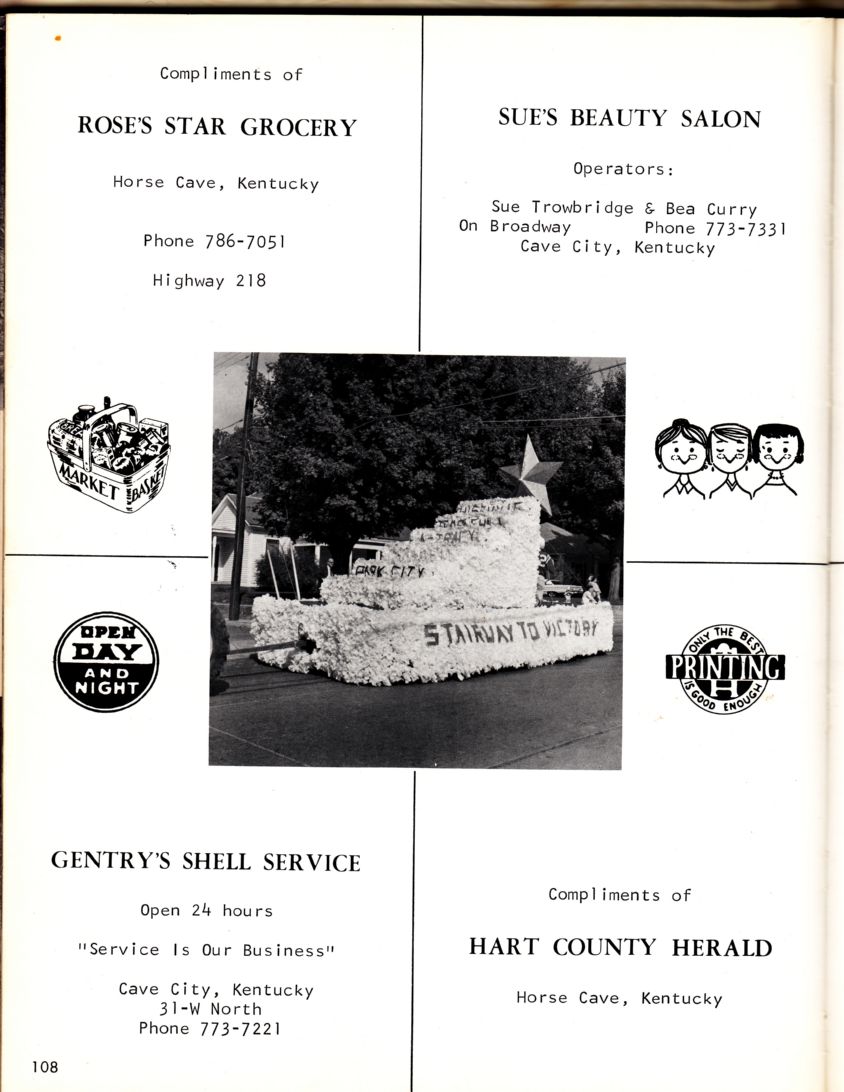 Compliments of
ROSE'S STAR GROCERY
Horse Cave, Kentucky
Phone 786-7051
Highway 218
SUE'S BEAUTY SALON
Operators:
Sue Trowbridge & Bea Curry
On Broadway Phone 773-7331
Cave City, Kentucky
MARKET BASKET
PARK CITY
STAIRWAY TO VICTORY
OPEN
DAY
AND
NIGHT
ONLY THE BEST
PRINTING
H
IS GOOD ENOUGH
GENTRY'S SHELL SERVICE
Open 24 hours
"Service Is Our Business"
Cave City, Kentucky
31-W North
Phone 773-7221
Compliments of
HART COUNTY HERALD
Horse Cave, Kentucky
108